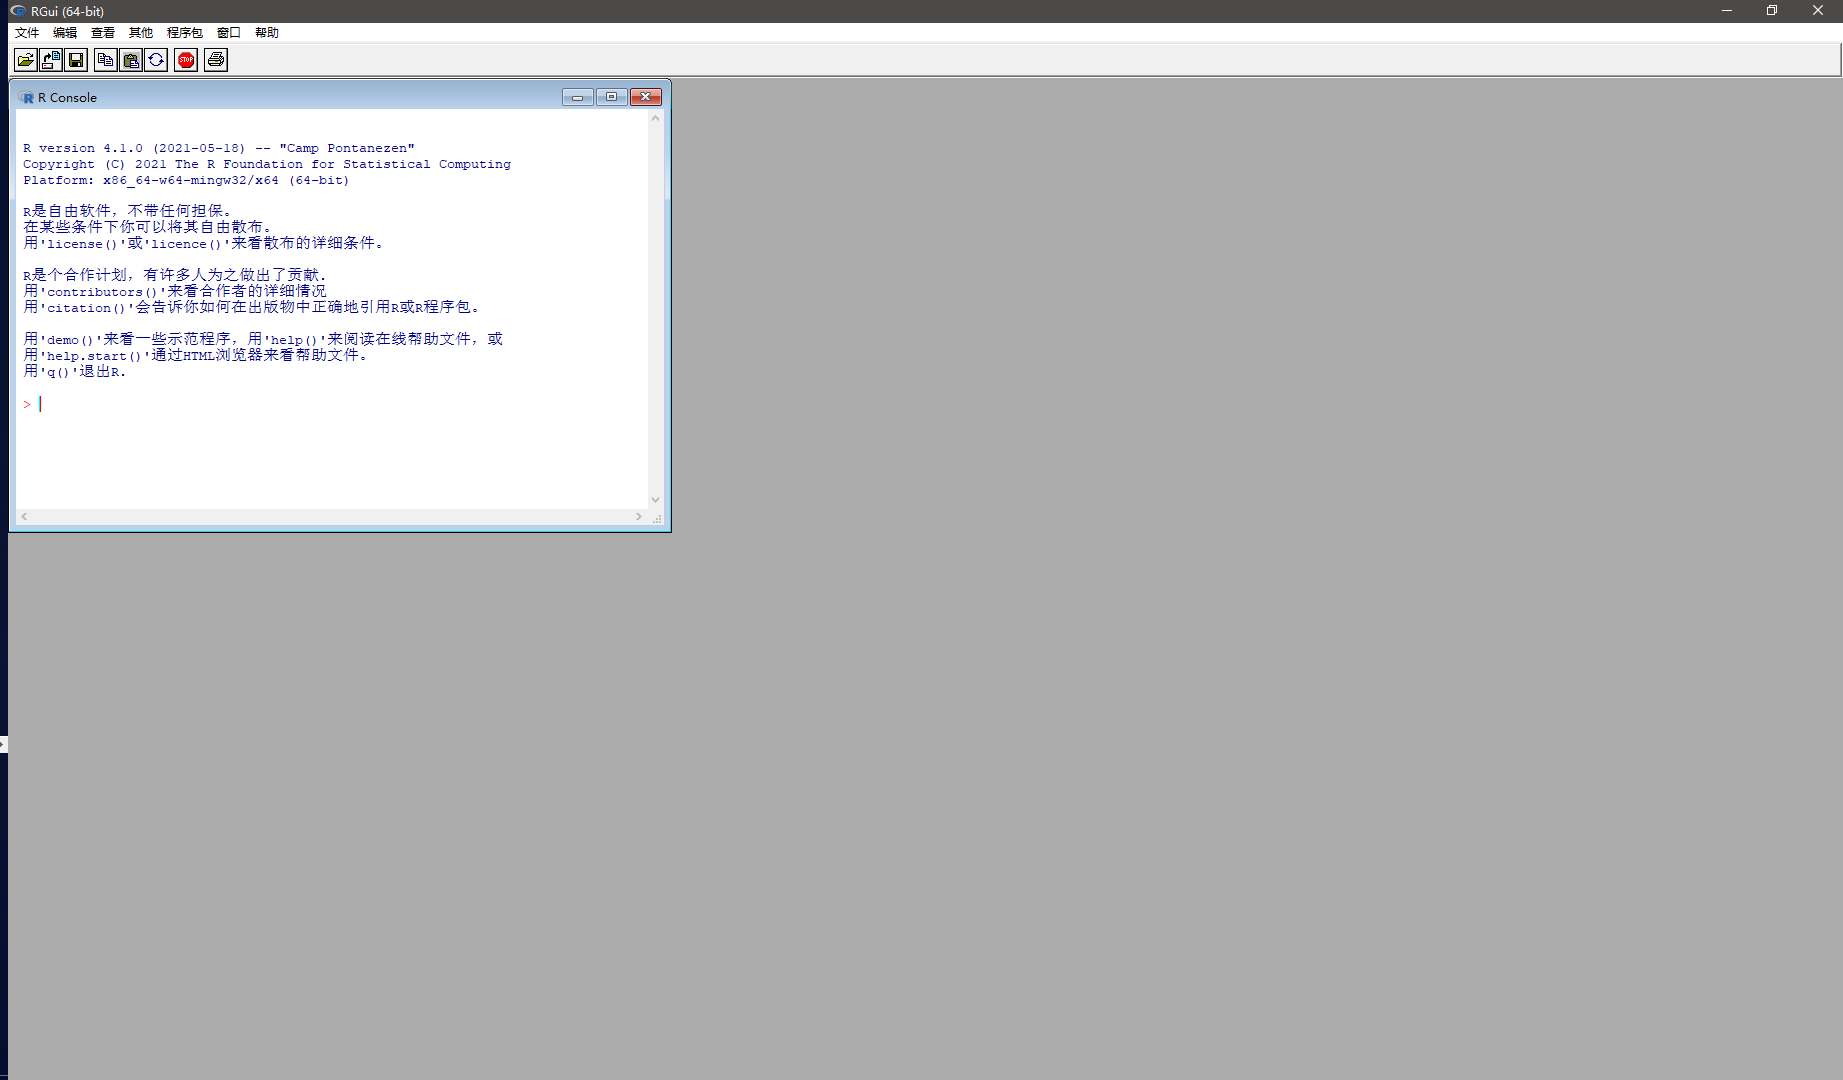 RGui (64-bit)
文件 编辑 查看 其他 程序包 窗口 帮助
STOP
R Console
R version 4.1.0 (2021-05-18) -- "Camp Pontanezen"
Copyright (C) 2021 The R Foundation for Statistical Computing
Platform: x86_64-w64-mingw32/x64 (64-bit)
R是自由软件，不带任何担保。
在某些条件下你可以将其自由散布。
用'license()'或'licence()'来看散布的详细条件。
R是个合作计划，有许多人为之做出了贡献.
用'contributors()'来看合作者的详细情况
用'citation()'会告诉你如何在出版物中正确地引用R或R程序包。
用'demo()'来看一些示范程序，用'help()'来阅读在线帮助文件，或
用'help.start()'通过HTML浏览器来看帮助文件。
用'q()'退出R.
>